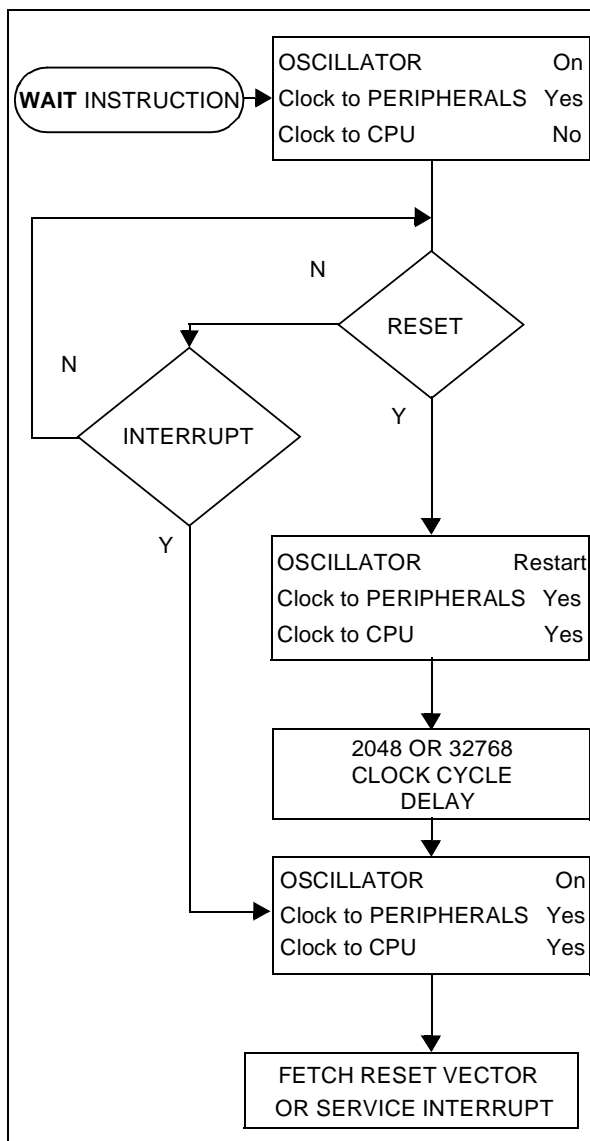 WAIT INSTRUCTION
OSCILLATOR On
Clock to PERIPHERALS Yes
Clock to CPU No
N
RESET
N
INTERRUPT
Y
Y
OSCILLATOR Restart
Clock to PERIPHERALS Yes
Clock to CPU Yes
2048 OR 32768
CLOCK CYCLE
DELAY
OSCILLATOR On
Clock to PERIPHERALS Yes
Clock to CPU Yes
FETCH RESET VECTOR
OR SERVICE INTERRUPT